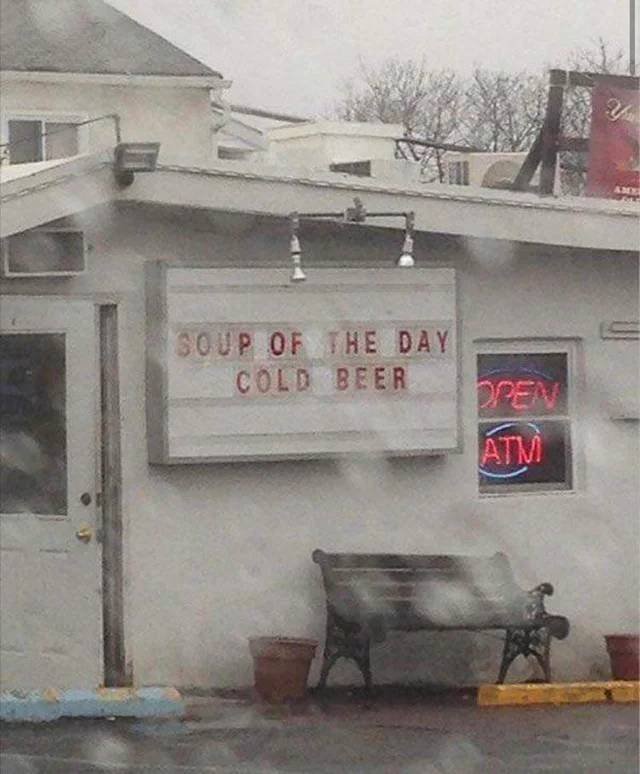 SOUP OF THE DAY
COLD BEER
OPEN
ATM